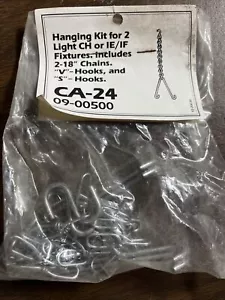 Hanging Kit for 2
Light CH or IE/IF
Fixtures. includes
2-18" Chains.
"V"- Hooks, and
"S"- Hooks.
CA-24
09-00500